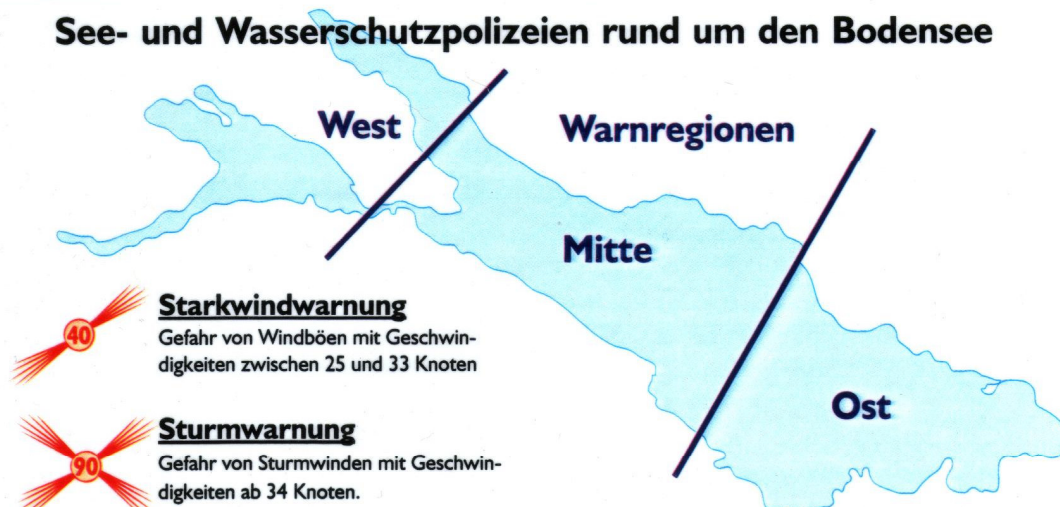 See- und Wasserschutzpolizeien rund um den Bodensee
West
Warnregionen
Mitte
Ost
40
Starkwindwarnung
Gefahr von Windböen mit Geschwin-
digkeiten zwischen 25 und 33 Knoten
90
Sturmwarnung
Gefahr von Sturmwinden mit Geschwin-
digkeiten ab 34 Knoten.